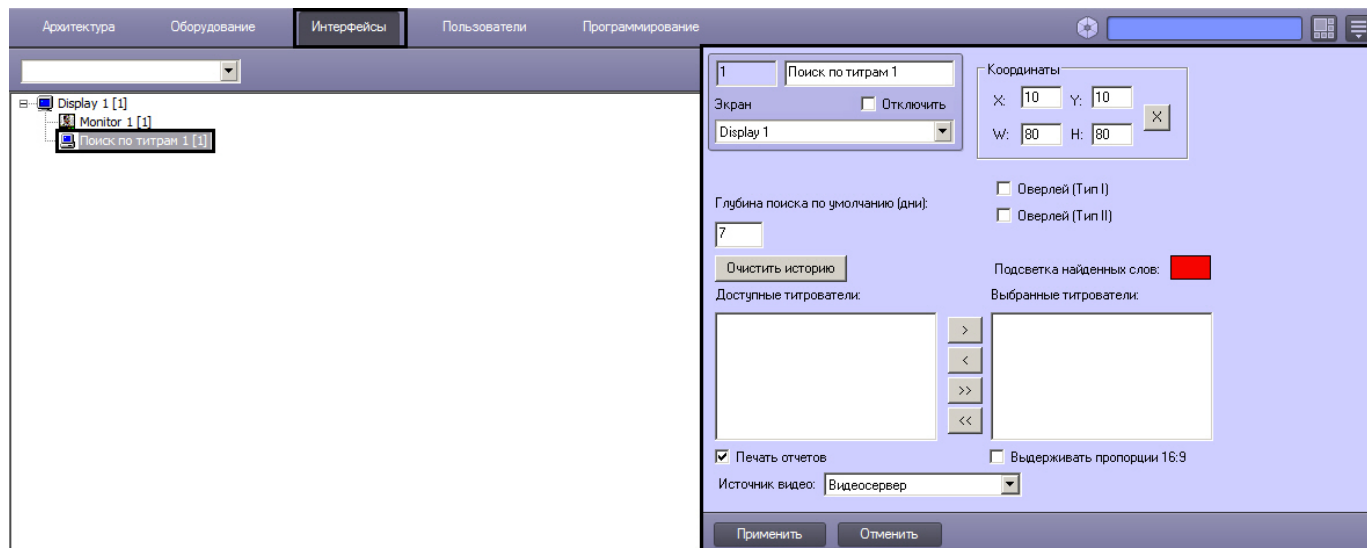 Архитектура Оборудование Интерфейсы Пользователи Программирование
Display 1 [1]
Monitor 1 [1]
Поиск по титрам 1 [1]
1 Поиск по титрам 1
Экран Отключить
Display 1
Координаты
X: 10 Y: 10
X
W: 80 H: 80
Оверлей (Тип I)
Глубина поиска по умолчанию (дни):
Оверлей (Тип II)
7
Очистить историю Подсветка найденных слов:
Доступные титрователи: Выбранные титрователи:
>
<
>>
<<
Печать отчетов Выдерживать пропорции 16:9
Источник видео: Видеосервер
Применить Отменить